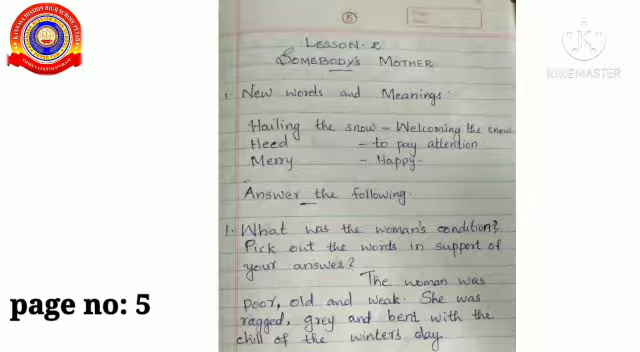 5
LESSON-2
SOMEBODY'S MOTHER
1. New words and Meanings.
Hailing the snow – Welcoming the snow
Heed – to pay attention
Merry – Happy.
Answer the following.
1. What was the woman's condition?
Pick out the words in support of
your answer?
The woman was
poor, old and weak. She was
ragged, grey and bent with the
chill of the winter's day
page no: 5
KINEMASTER